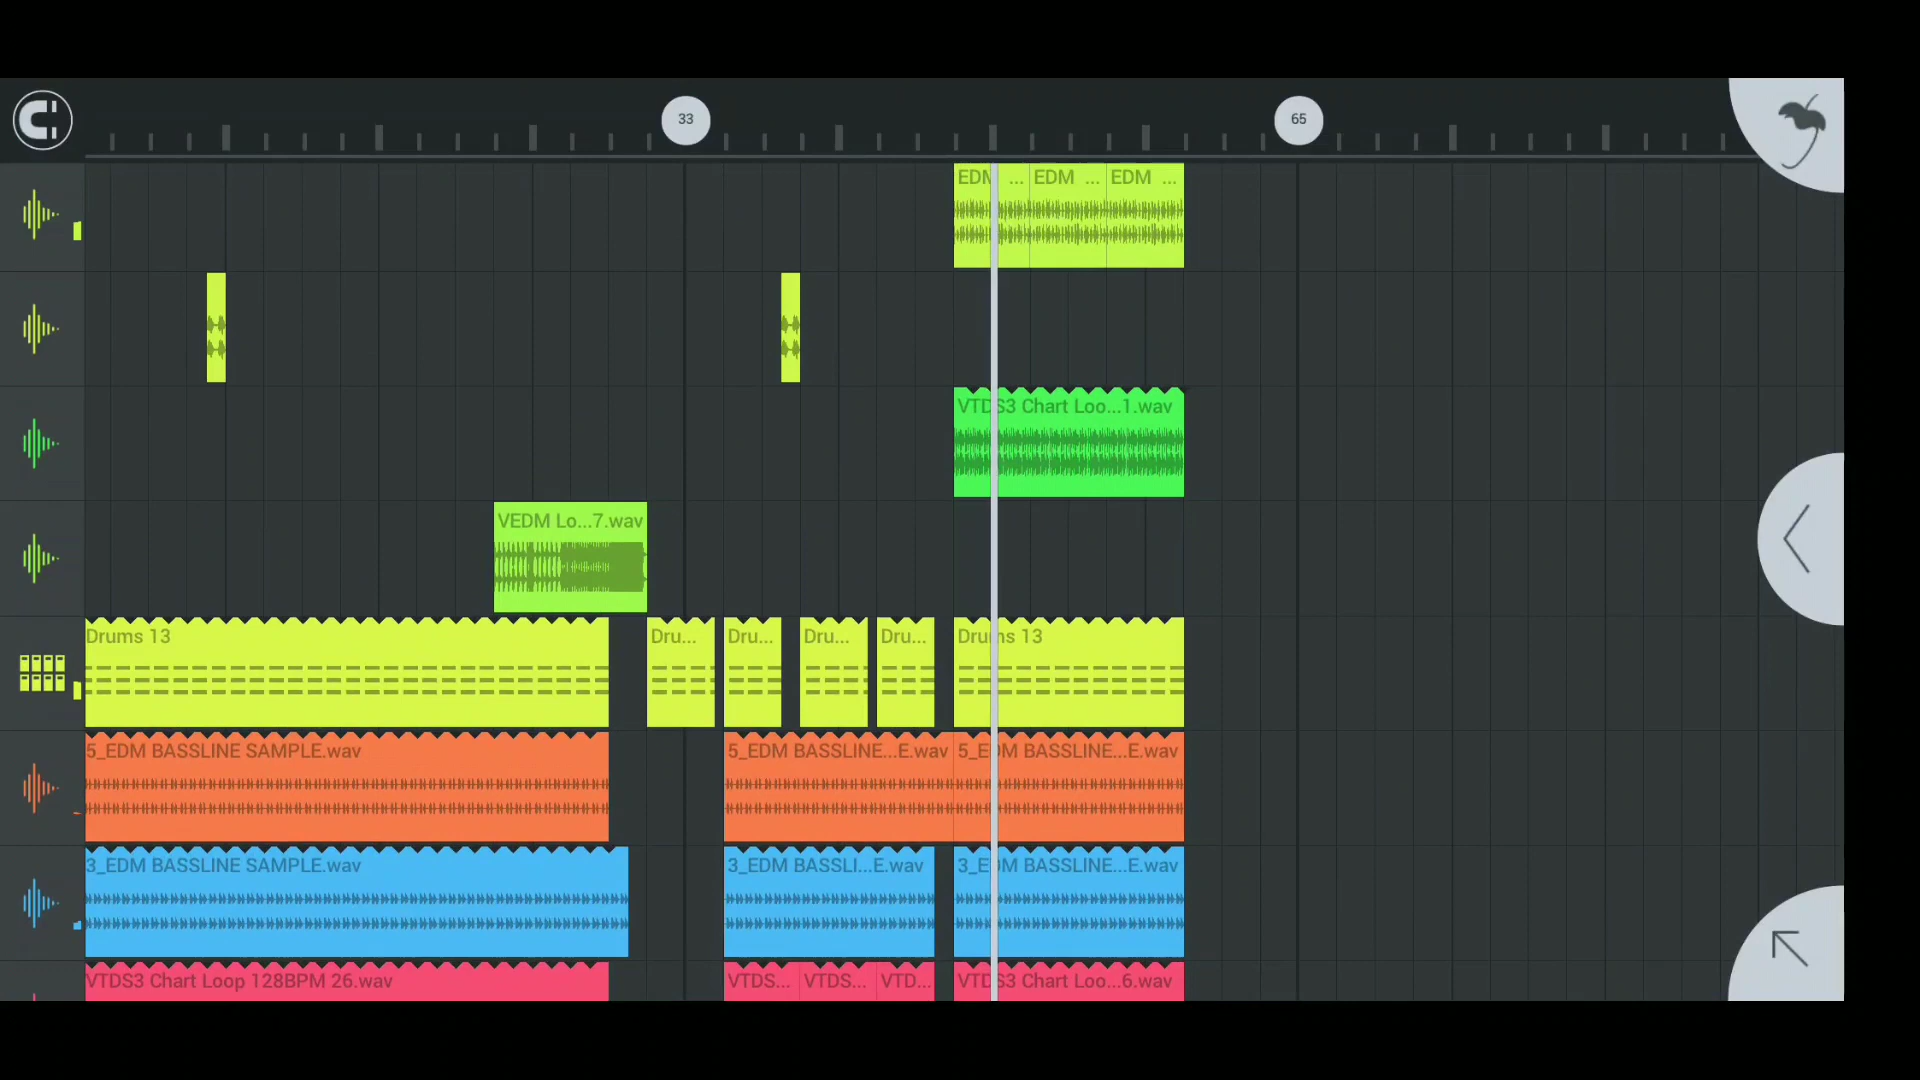 33
65
EDM ... EDM ... EDM ...
VTDS3 Chart Loo...1.wav
VEDM Lo...7.wav
Drums 13 Dru... Dru... Dru... Dru... Drums 13
5_EDM BASSLINE SAMPLE.wav 5_EDM BASSLINE...E.wav 5_EDM BASSLINE...E.wav
3_EDM BASSLINE SAMPLE.wav 3_EDM BASSLI...E.wav 3_EDM BASSLINE...E.wav
VTDS3 Chart Loop 128BPM 26.wav VTDS... VTDS... VTD... VTDS3 Chart Loo...6.wav